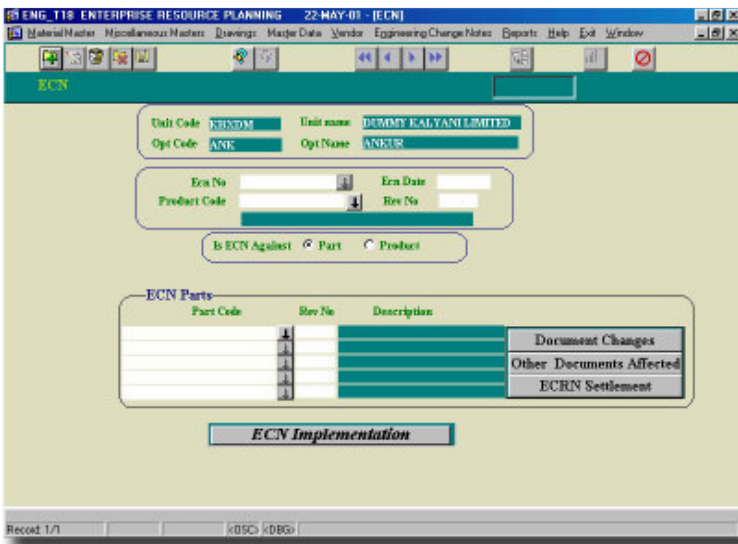 ENG_T18 ENTERPRISE RESOURCE PLANNING 22-MAY-01 - [ECN]
Material Master Miscellaneous Masters Drawings Master Data Vendor Engineering Change Notes Reports Help Exit Window
ECN
Unit Code KHXDM Unit name DUMMY KALYANI LIMITED
Opt Code ANK Opt Name ANKUR
Ecn No Ecn Date
Product Code Rev No
Is ECN Against Part Product
ECN Parts
Part Code Rev No Description
Document Changes
Other Documents Affected
ECRN Settlement
ECN Implementation
Record: 1/1 <OSC> <DBG>